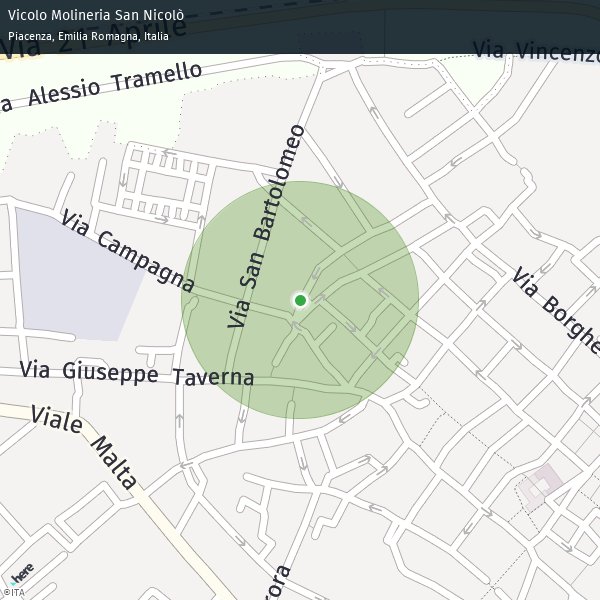 Vicolo Molineria San Nicolò
Piacenza, Emilia Romagna, Italia
Via 21 Aprile
Via Vincenzo
a Alessio Tramello
Via San Bartolomeo
Via Campagna
Via Borghe
Via Giuseppe Taverna
Viale Malta
rora
here
©ITA